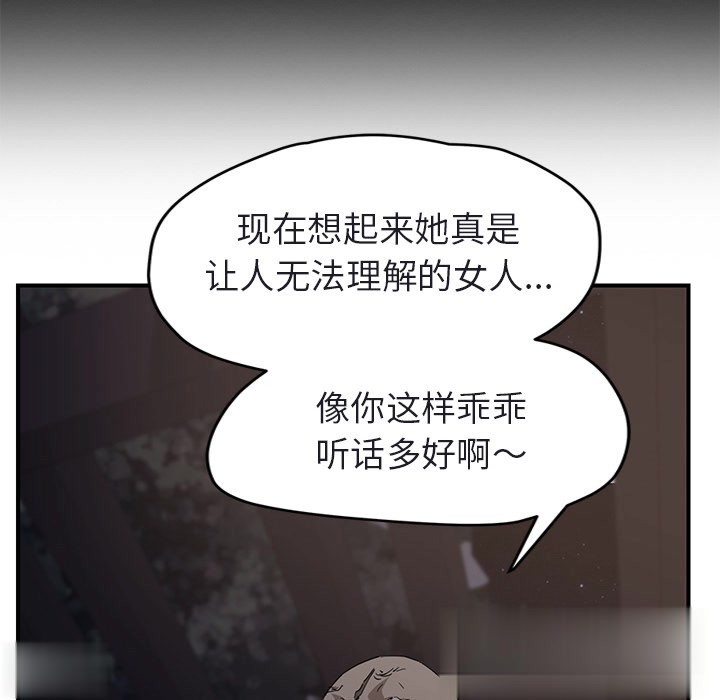 现在想起来她真是
让人无法理解的女人...
像你这样乖乖
听话多好啊～